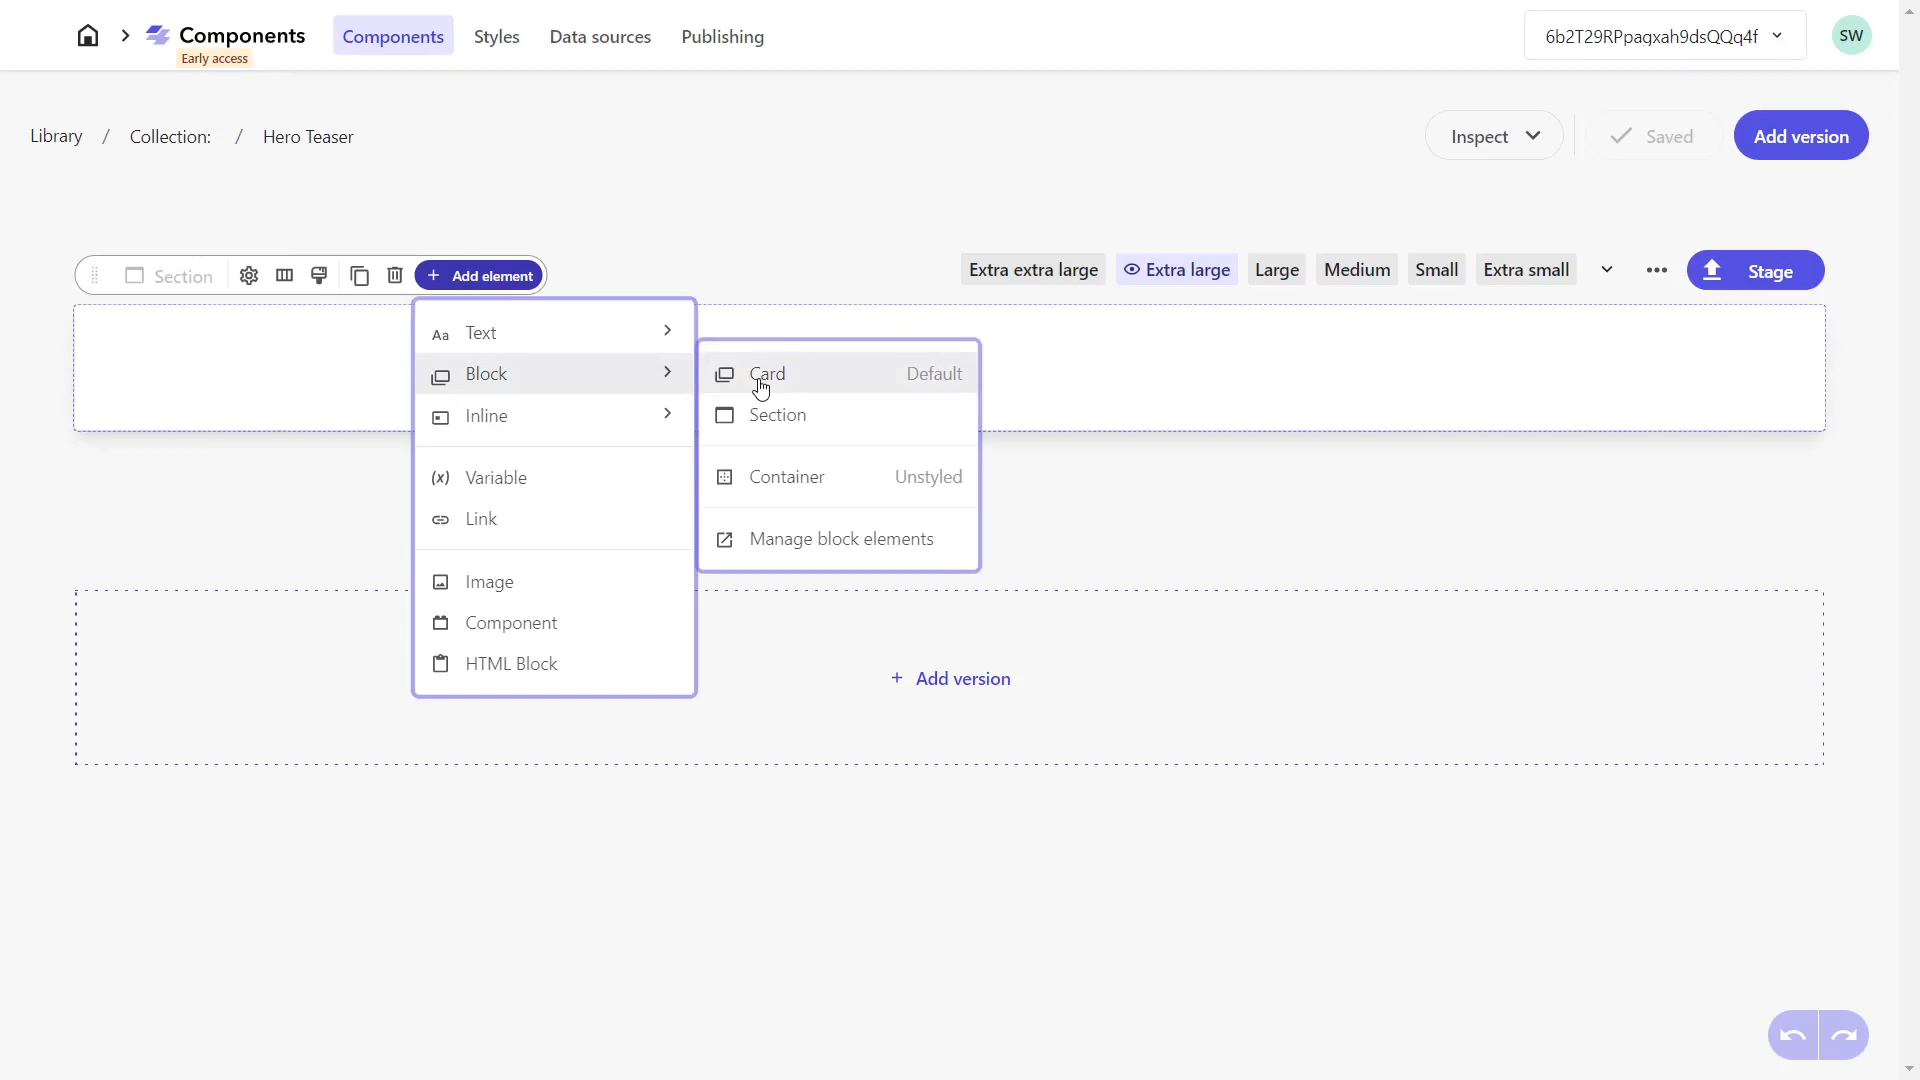 Components
Early access
Components
Styles
Data sources
Publishing
6b2T29RPpaqxah9dsQQq4f
SW
Library / Collection: / Hero Teaser
Inspect
Saved
Add version
Section
+ Add element
Extra extra large
Extra large
Large
Medium
Small
Extra small
Stage
Aa Text
Block
Inline
(x) Variable
Link
Image
Component
HTML Block
Card Default
Section
Container Unstyled
Manage block elements
+ Add version